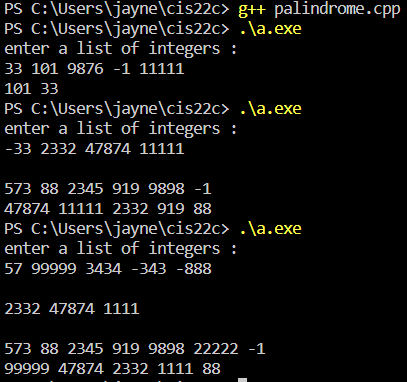 PS C:\Users\jayne\cis22c> g++ palindrome.cpp
PS C:\Users\jayne\cis22c> .\a.exe
enter a list of integers :
33 101 9876 -1 11111
101 33
PS C:\Users\jayne\cis22c> .\a.exe
enter a list of integers :
-33 2332 47874 11111
573 88 2345 919 9898 -1
47874 11111 2332 919 88
PS C:\Users\jayne\cis22c> .\a.exe
enter a list of integers :
57 99999 3434 -343 -888
2332 47874 1111
573 88 2345 919 9898 22222 -1
99999 47874 2332 1111 88